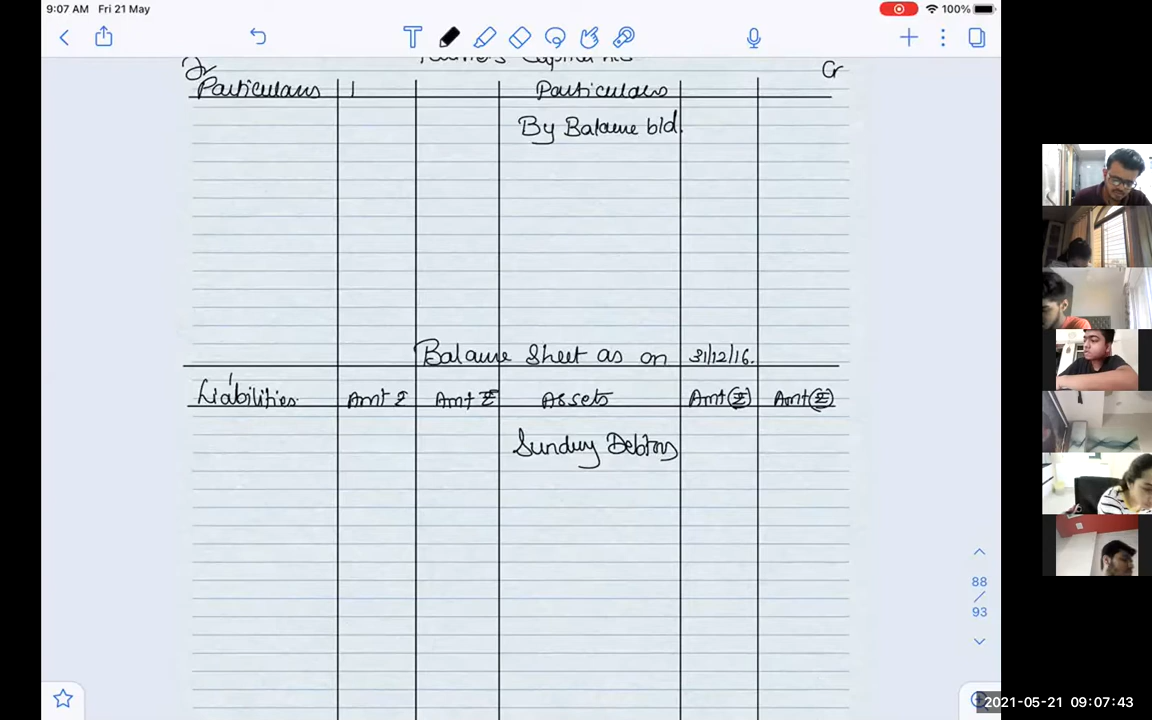 9:07 AM Fri 21 May 100%
Dr Cr
Particulars Particulars
By Balance b/d.
Balance Sheet as on 31/12/16.
Liabilities Amt ₹ Amt ₹ Assets Amt(₹) Amt(₹)
Sundry Debtors
88
/
93
2021-05-21 09:07:43